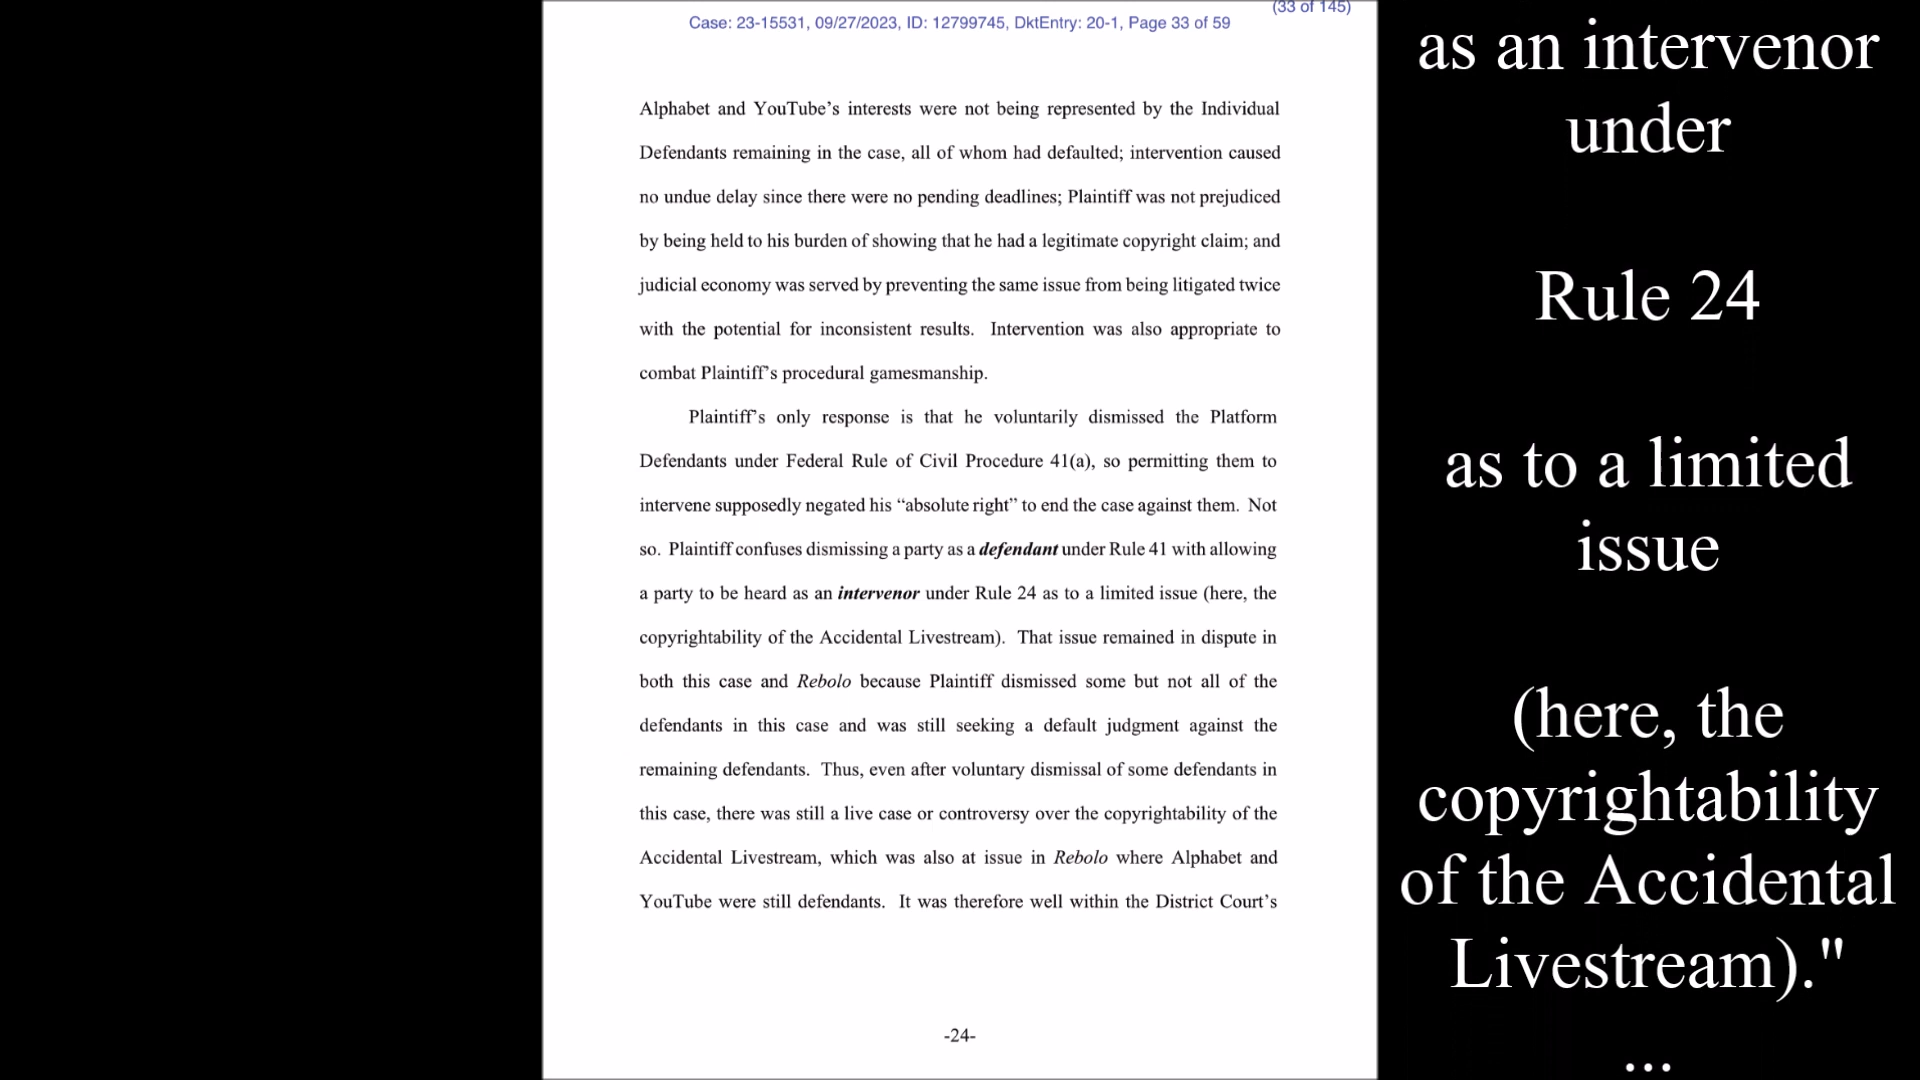 (33 of 145)
Case: 23-15531, 09/27/2023, ID: 12799745, DktEntry: 20-1, Page 33 of 59
Alphabet and YouTube’s interests were not being represented by the Individual
Defendants remaining in the case, all of whom had defaulted; intervention caused
no undue delay since there were no pending deadlines; Plaintiff was not prejudiced
by being held to his burden of showing that he had a legitimate copyright claim; and
judicial economy was served by preventing the same issue from being litigated twice
with the potential for inconsistent results.  Intervention was also appropriate to
combat Plaintiff’s procedural gamesmanship.
Plaintiff’s only response is that he voluntarily dismissed the Platform
Defendants under Federal Rule of Civil Procedure 41(a), so permitting them to
intervene supposedly negated his “absolute right” to end the case against them.  Not
so.  Plaintiff confuses dismissing a party as a defendant under Rule 41 with allowing
a party to be heard as an intervenor under Rule 24 as to a limited issue (here, the
copyrightability of the Accidental Livestream).  That issue remained in dispute in
both this case and Rebolo because Plaintiff dismissed some but not all of the
defendants in this case and was still seeking a default judgment against the
remaining defendants.  Thus, even after voluntary dismissal of some defendants in
this case, there was still a live case or controversy over the copyrightability of the
Accidental Livestream, which was also at issue in Rebolo where Alphabet and
YouTube were still defendants.  It was therefore well within the District Court’s
-24-
as an intervenor
under
Rule 24
as to a limited
issue
(here, the
copyrightability
of the Accidental
Livestream)."
...